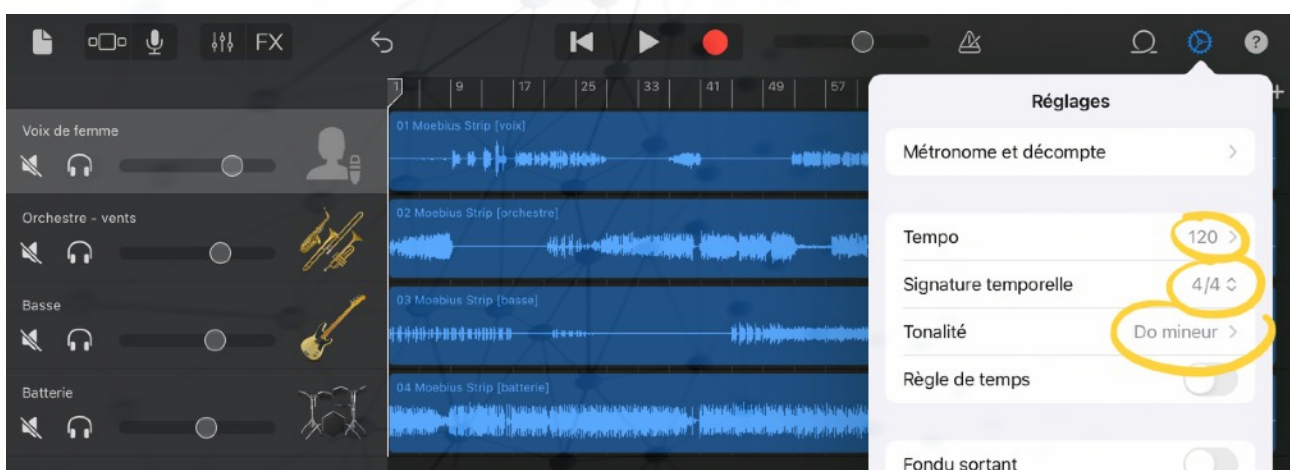 FX
1 9 17 25 33 41 49 57
Réglages
Voix de femme
01 Moebius Strip [voix]
Métronome et décompte
Orchestre - vents
02 Moebius Strip [orchestre]
Tempo 120
Signature temporelle 4/4
Basse
03 Moebius Strip [basse]
Tonalité Do mineur
Règle de temps
Batterie
04 Moebius Strip [batterie]
Fondu sortant